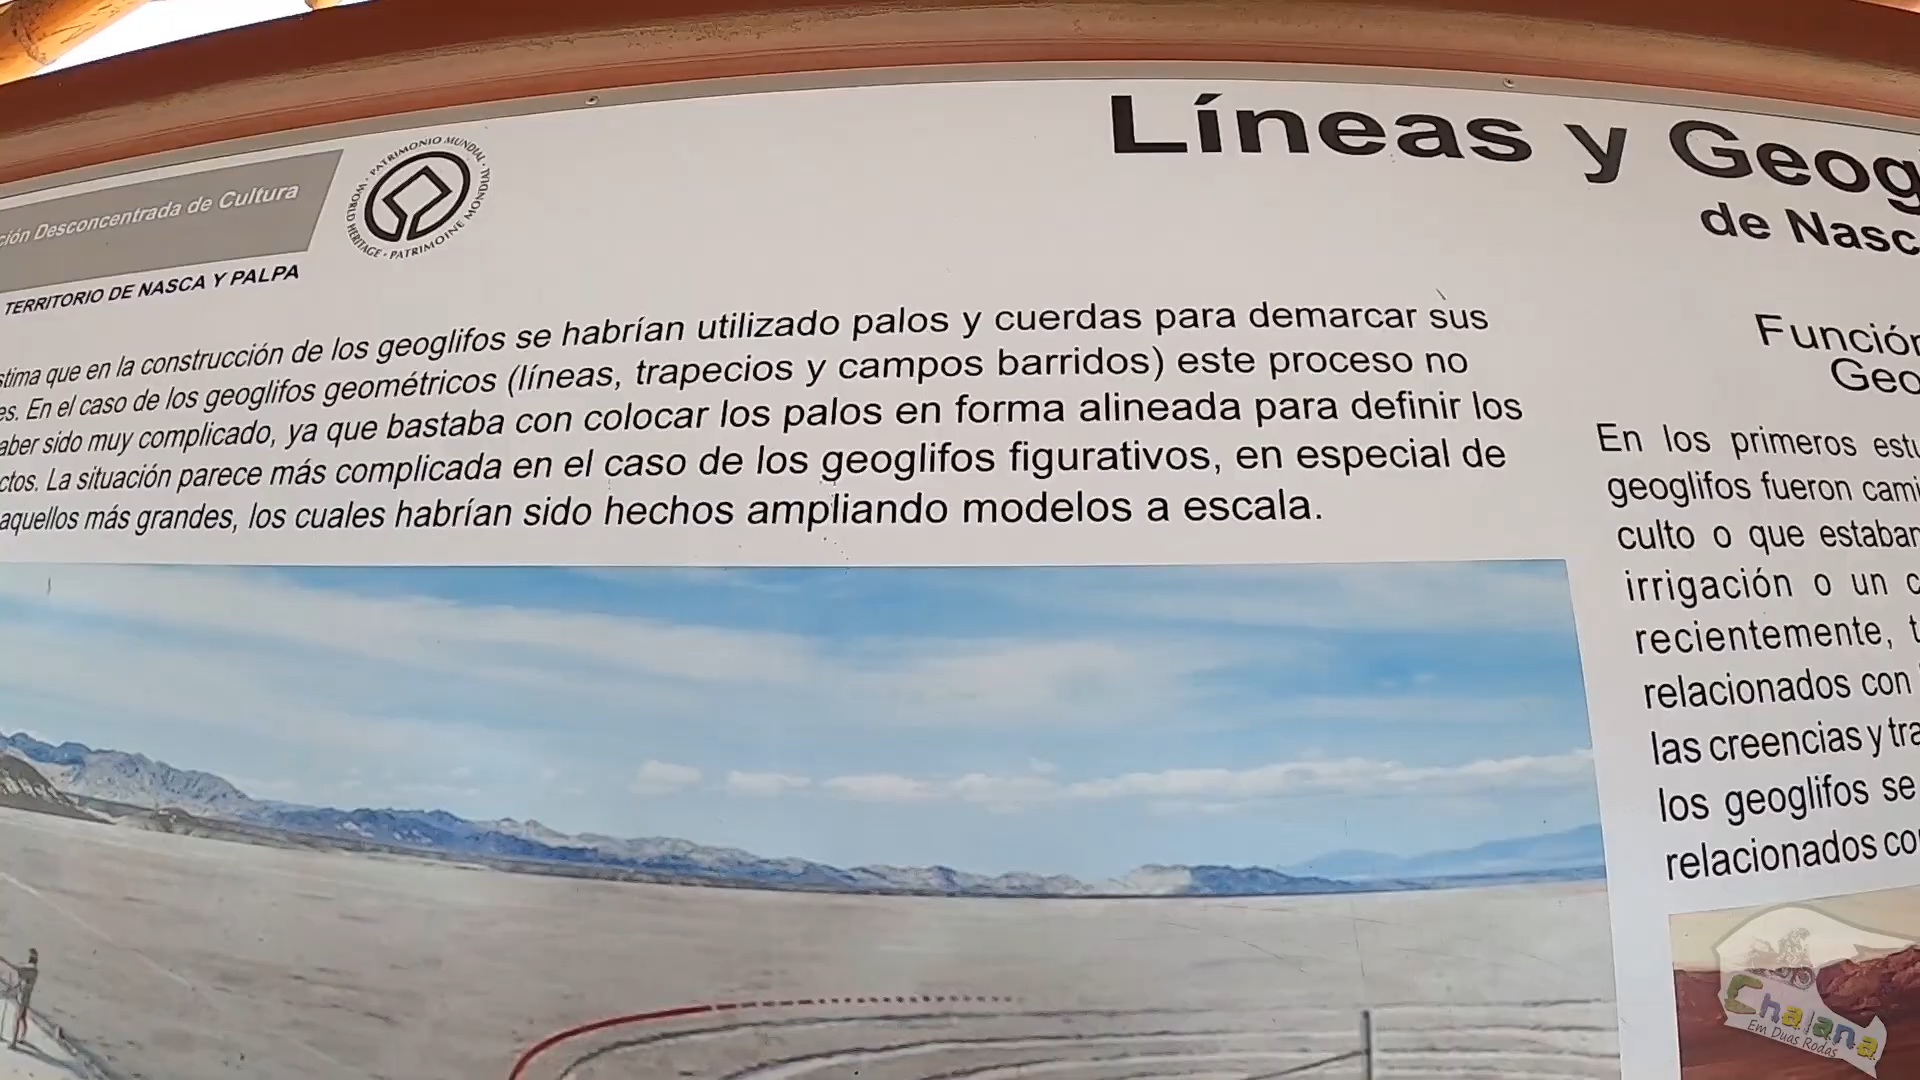 Líneas y Geog
de Nasc
ción Desconcentrada de Cultura
PATRIMONIO MUNDIAL · WORLD HERITAGE · PATRIMOINE MONDIAL
TERRITORIO DE NASCA Y PALPA
stima que en la construcción de los geoglifos se habrían utilizado palos y cuerdas para demarcar sus
es. En el caso de los geoglifos geométricos (líneas, trapecios y campos barridos) este proceso no
aber sido muy complicado, ya que bastaba con colocar los palos en forma alineada para definir los
ctos. La situación parece más complicada en el caso de los geoglifos figurativos, en especial de
aquellos más grandes, los cuales habrían sido hechos ampliando modelos a escala.
Función
Geo
En los primeros estu
geoglifos fueron cami
culto o que estaban
irrigación o un c
recientemente, t
relacionados con
las creencias y tra
los geoglifos se
relacionados co
Chalana
Em Duas Rodas